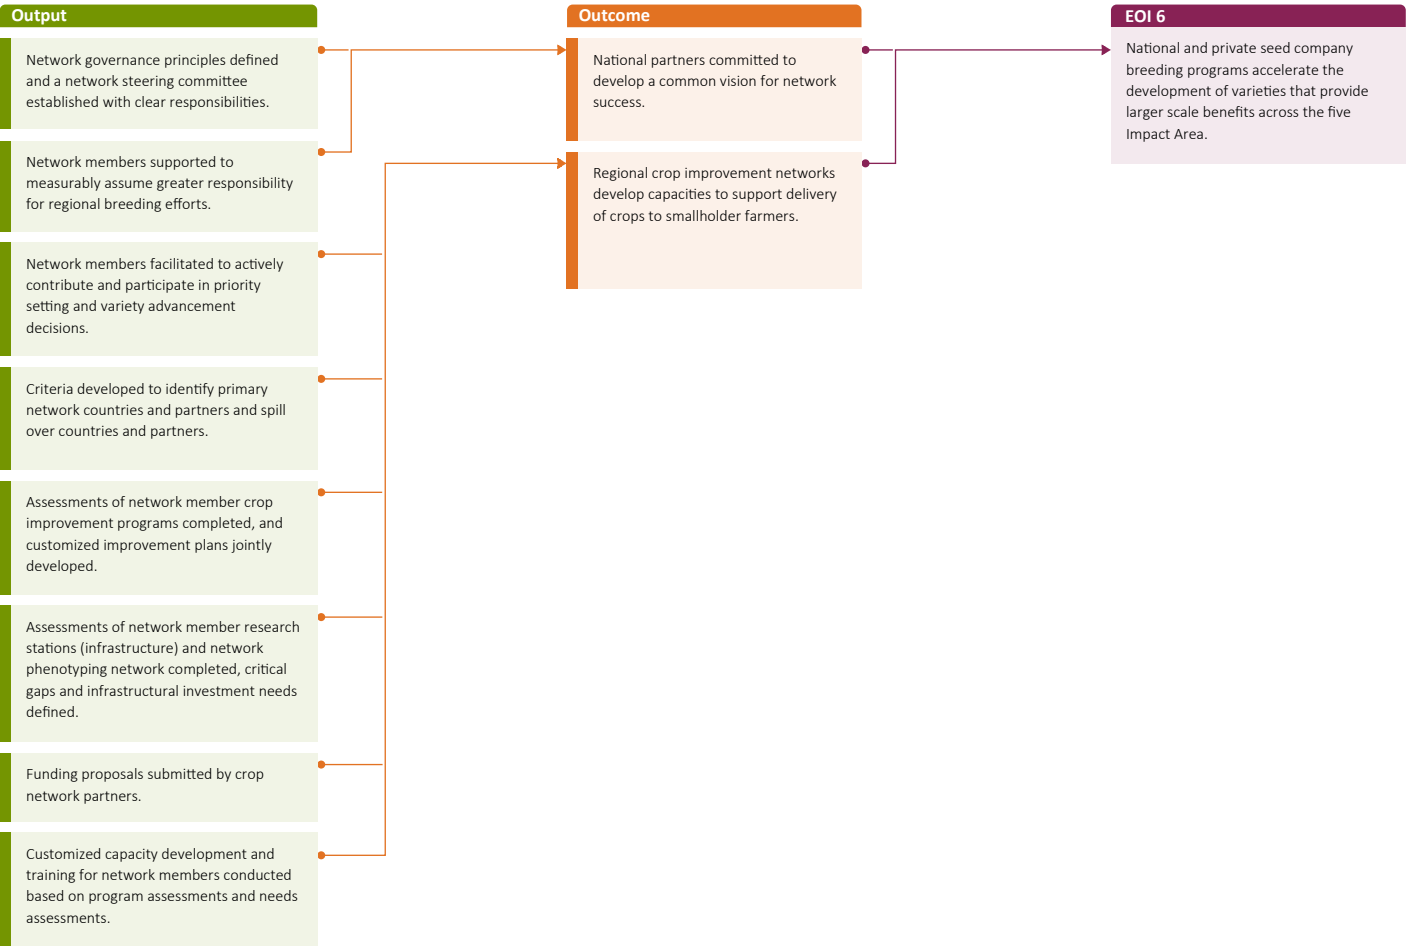 Output
Network governance principles defined
and a network steering committee
established with clear responsibilities.
Network members supported to
measurably assume greater responsibility
for regional breeding efforts.
Network members facilitated to actively
contribute and participate in priority
setting and variety advancement
decisions.
Criteria developed to identify primary
network countries and partners and spill
over countries and partners.
Assessments of network member crop
improvement programs completed, and
customized improvement plans jointly
developed.
Assessments of network member research
stations (infrastructure) and network
phenotyping network completed, critical
gaps and infrastructural investment needs
defined.
Funding proposals submitted by crop
network partners.
Customized capacity development and
training for network members conducted
based on program assessments and needs
assessments.
Outcome
National partners committed to
develop a common vision for network
success.
Regional crop improvement networks
develop capacities to support delivery
of crops to smallholder farmers.
EOI 6
National and private seed company
breeding programs accelerate the
development of varieties that provide
larger scale benefits across the five
Impact Area.